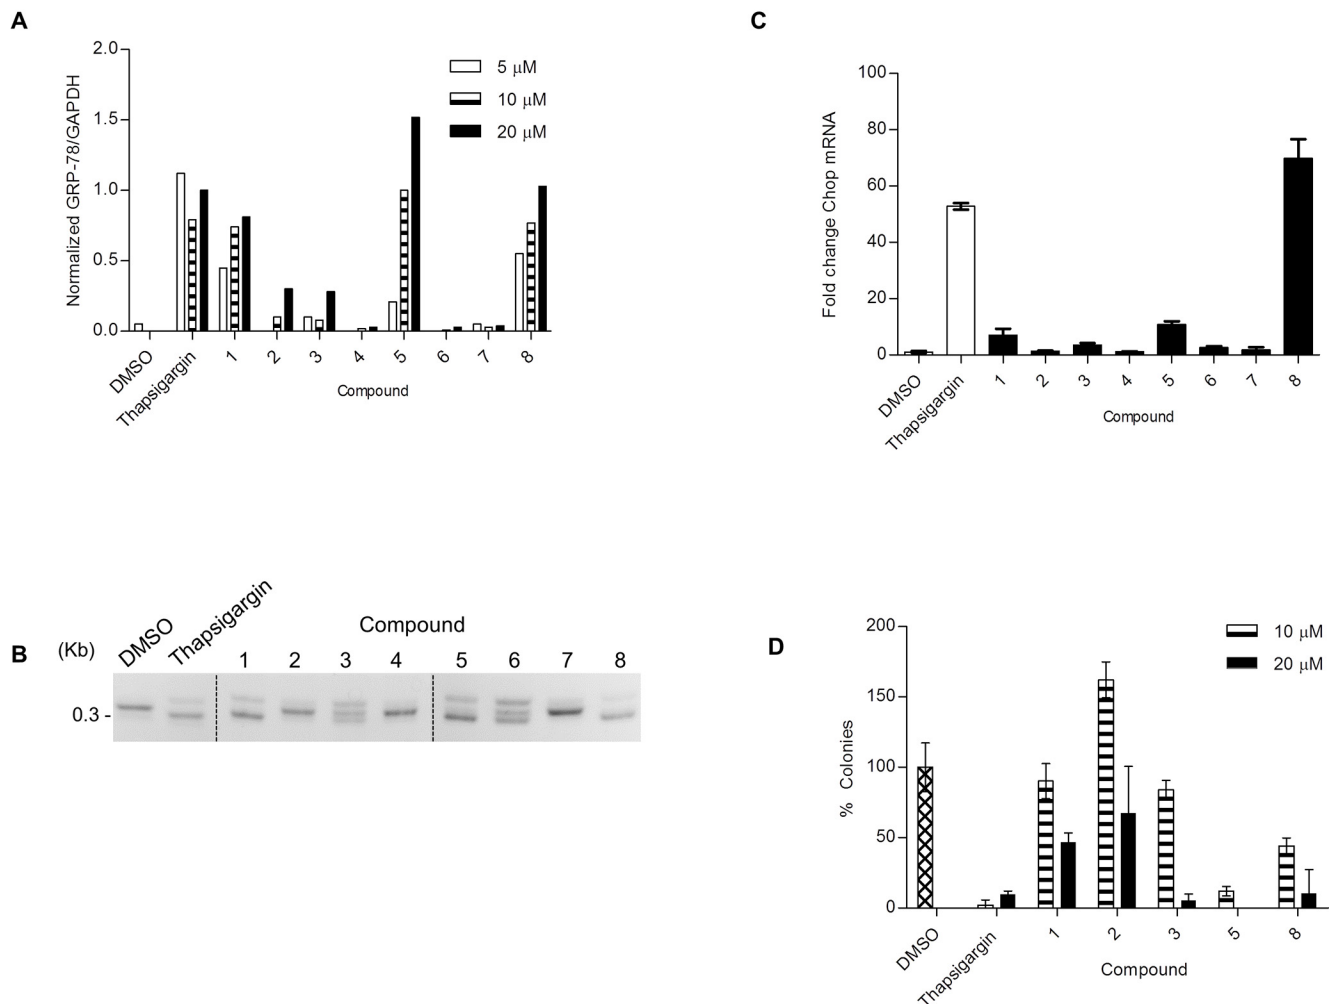 A
2.0
1.5
1.0
0.5
0.0
Normalized GRP-78/GAPDH
5 μM
10 μM
20 μM
DMSO
Thapsigargin
1
2
3
4
5
6
7
8
Compound
C
100
80
60
40
20
0
Fold change Chop mRNA
DMSO
Thapsigargin
1
2
3
4
5
6
7
8
Compound
B
(Kb)
DMSO
Thapsigargin
Compound
1 2 3 4 5 6 7 8
0.3 -
D
200
150
100
50
0
% Colonies
10 μM
20 μM
DMSO
Thapsigargin
1
2
3
5
8
Compound